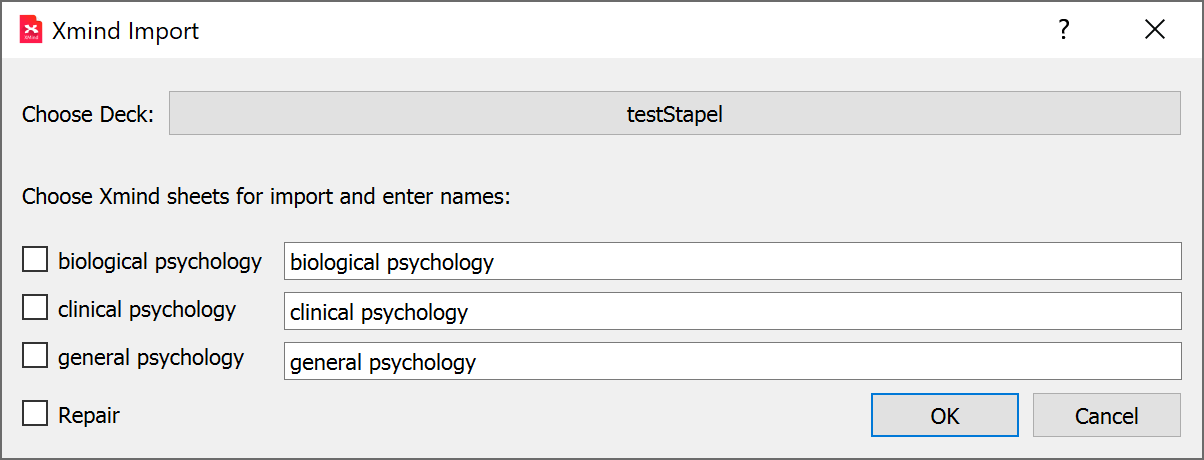 Xmind Import ?
Choose Deck: testStapel
Choose Xmind sheets for import and enter names:
biological psychology biological psychology
clinical psychology clinical psychology
general psychology general psychology
Repair OK Cancel